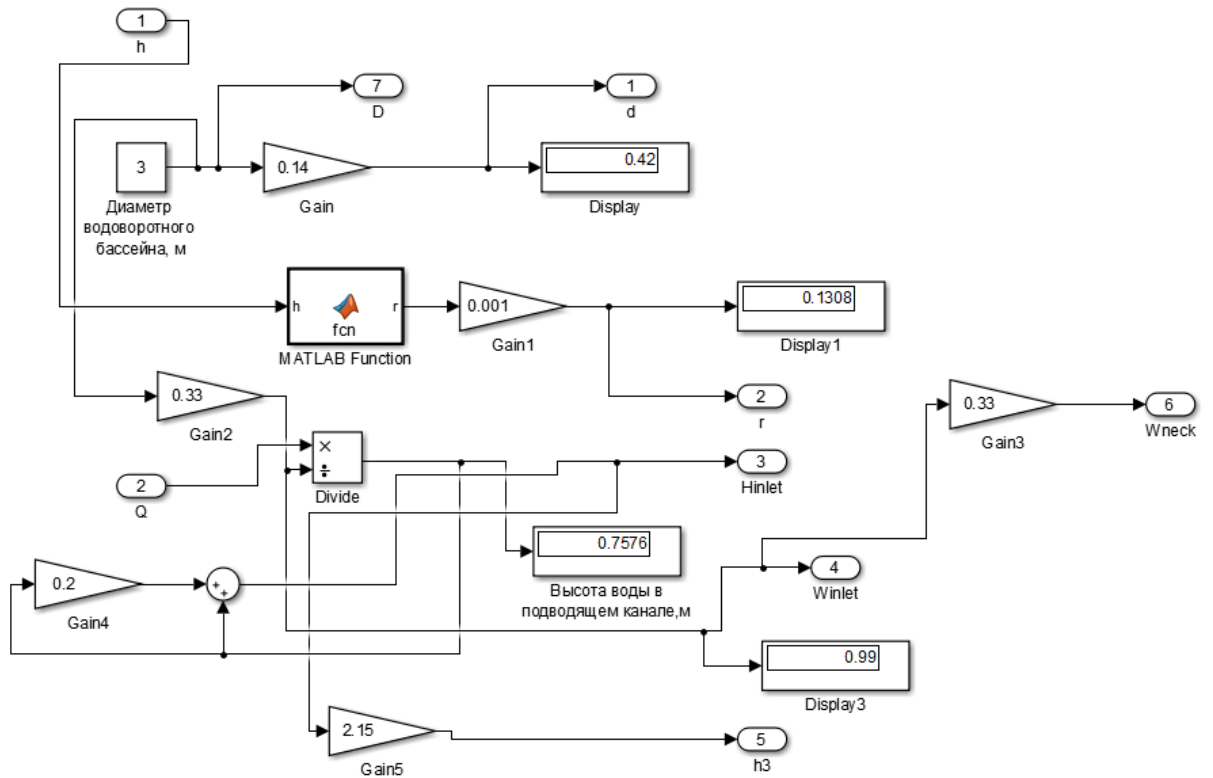 1
h
7
D
1
d
3
0.14
0.42
Диаметр
водоворотного
бассейна, м
Gain
Display
h
fcn
r
MATLAB Function
0.001
Gain1
0.1308
Display1
0.33
Gain2
2
r
0.33
Gain3
6
Wneck
×
÷
Divide
2
Q
3
Hinlet
0.7576
Высота воды в
подводящем канале,м
4
Winlet
0.2
Gain4
+
+
0.99
Display3
2.15
Gain5
5
h3